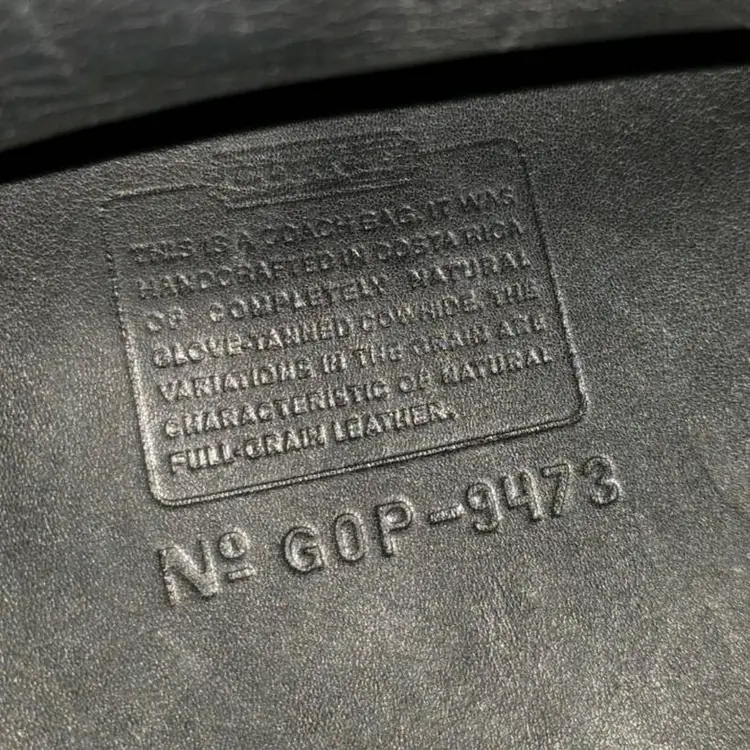 COACH
THIS IS A COACH BAG. IT WAS
HANDCRAFTED IN COSTA RICA
OF COMPLETELY NATURAL
GLOVE-TANNED COWHIDE. THE
VARIATIONS IN THE GRAIN ARE
CHARACTERISTIC OF NATURAL
FULL-GRAIN LEATHER.
Nº G0P-9473